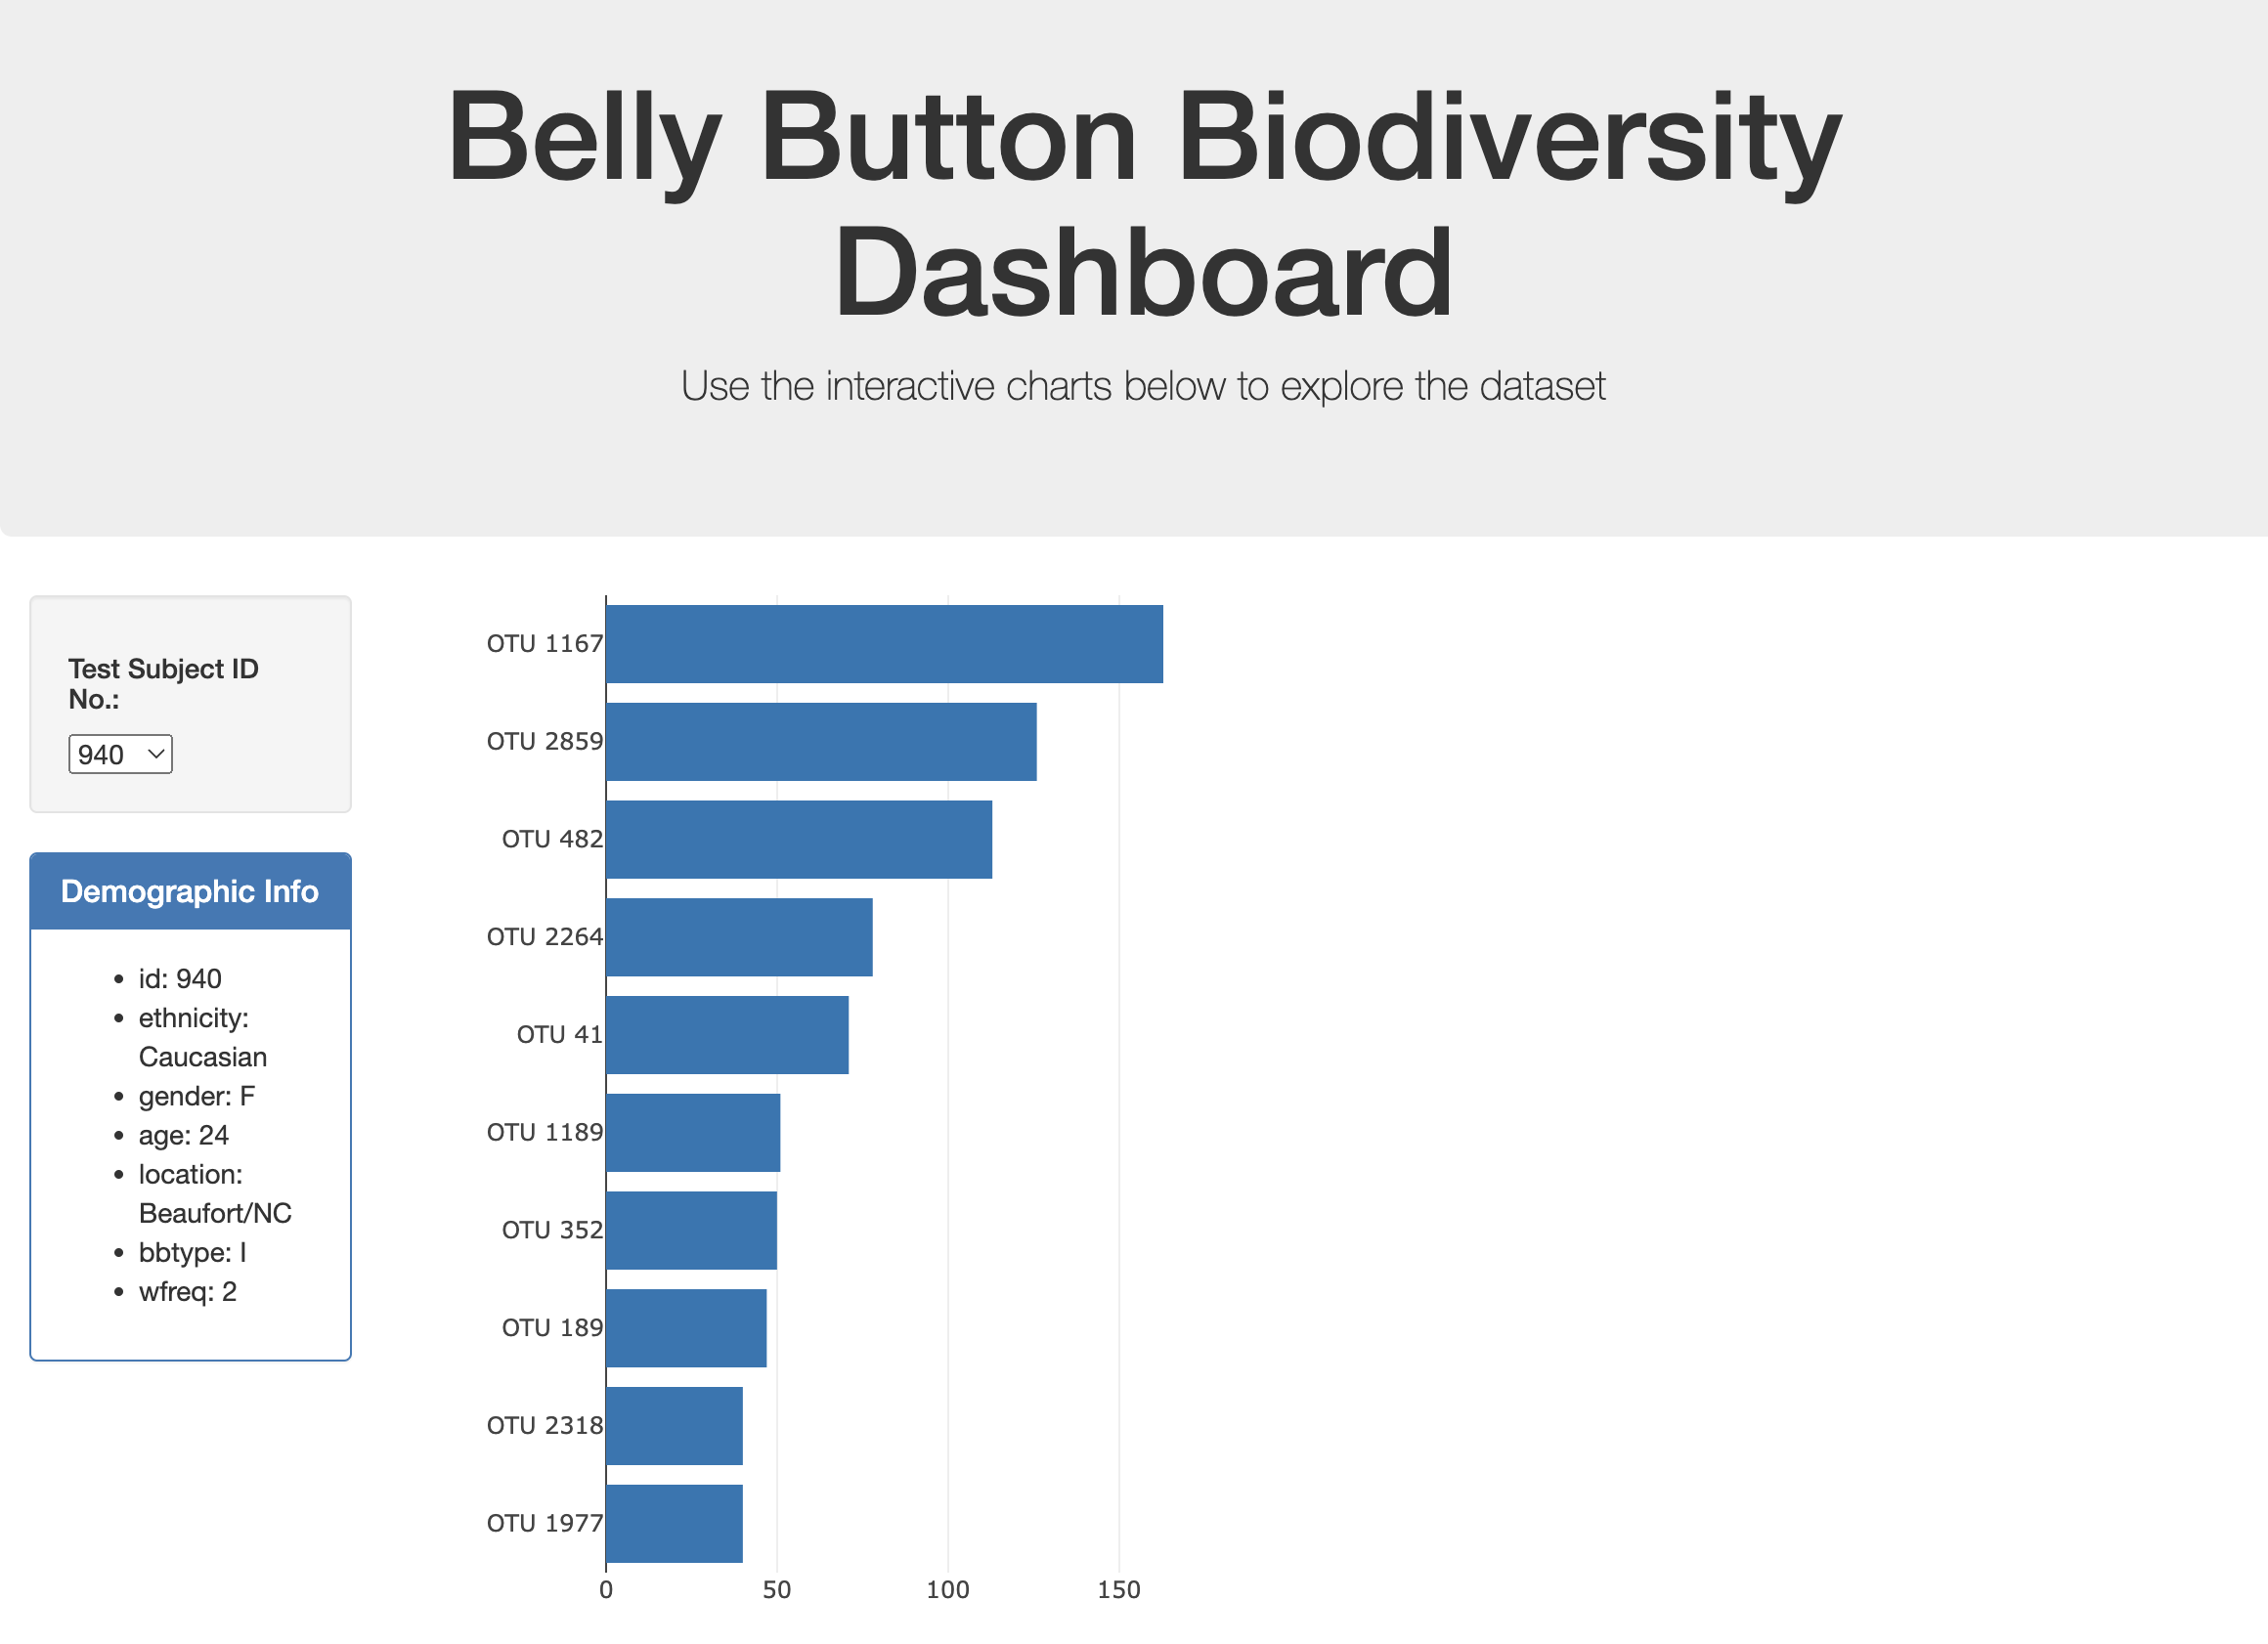 Belly Button Biodiversity
Dashboard
Use the interactive charts below to explore the dataset
Test Subject ID
No.:
940
Demographic Info
id: 940
ethnicity:
Caucasian
gender: F
age: 24
location:
Beaufort/NC
bbtype: I
wfreq: 2
OTU 1167
OTU 2859
OTU 482
OTU 2264
OTU 41
OTU 1189
OTU 352
OTU 189
OTU 2318
OTU 1977
0 50 100 150